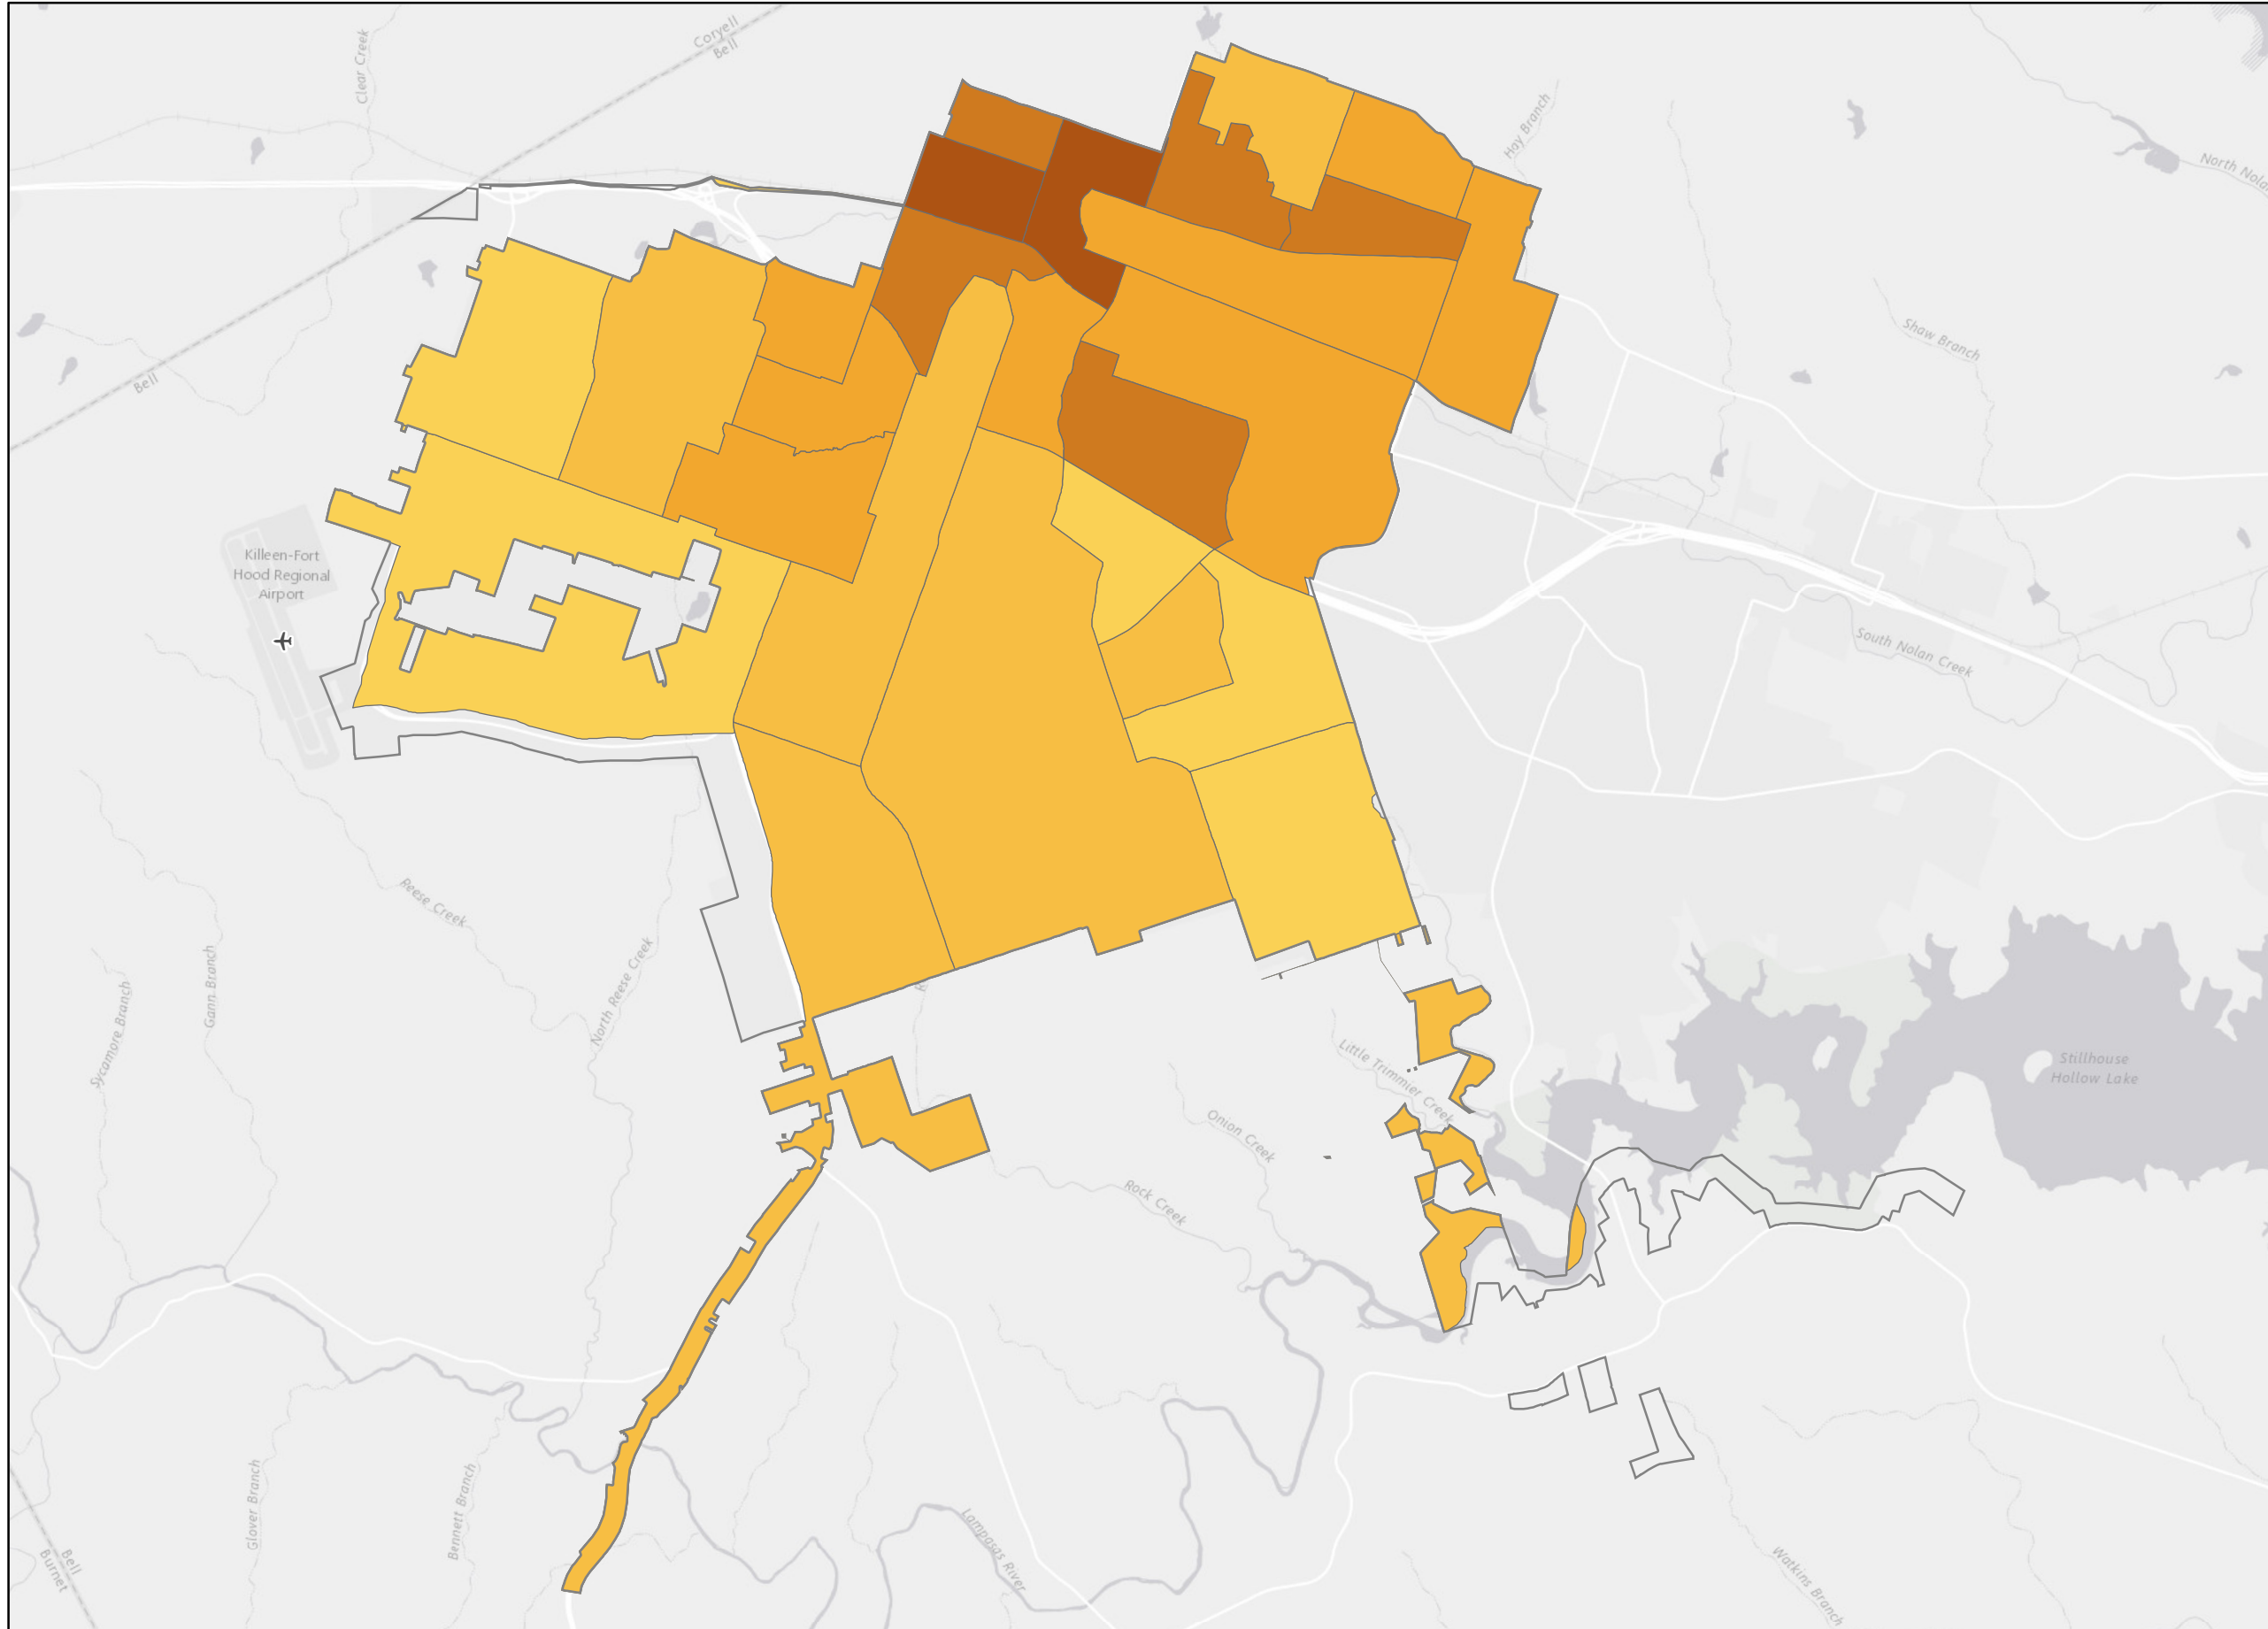 Coryell
Bell
Clear Creek
Hay Branch
North Nolan
Shaw Branch
Bell
Killeen-Fort
Hood Regional
Airport
South Nolan Creek
Reese Creek
Gann Branch
North Reese Creek
Sycamore Branch
Little Trimmier Creek
Stillhouse
Hollow Lake
Onion Creek
Rock Creek
Glover Branch
Bennett Branch
Lampasas River
Watkins Branch
Bell
Burnet